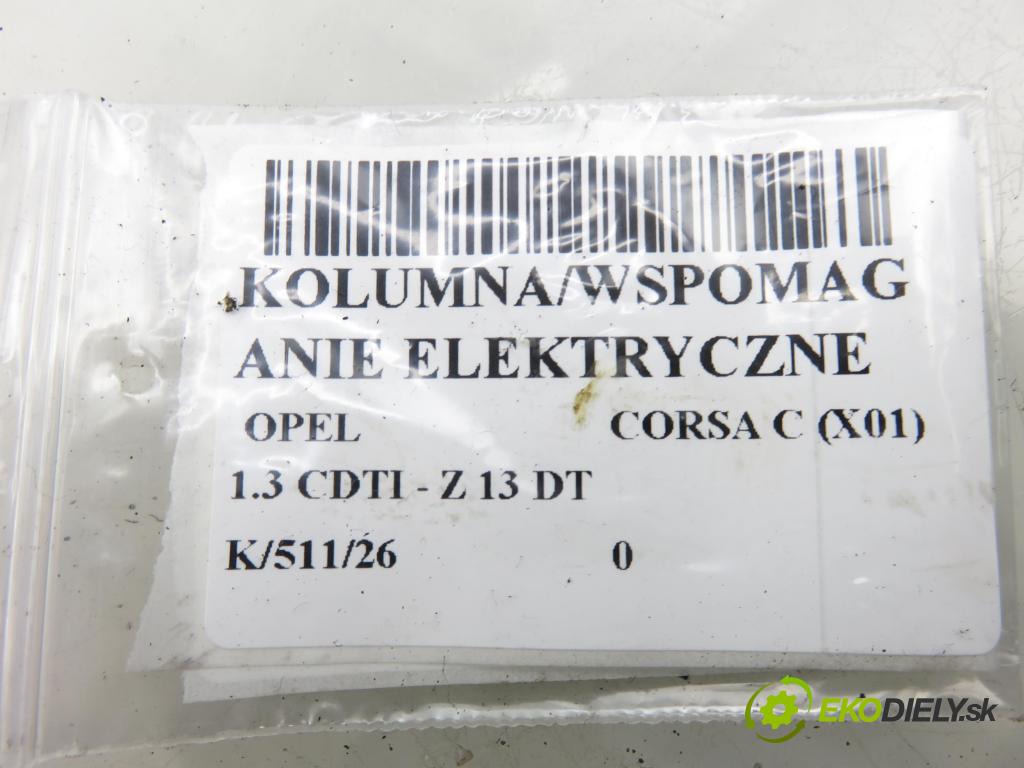 KOLUMNA/WSPOMAG
ANIE ELEKTRYCZNE
OPEL CORSA C (X01)
1.3 CDTI - Z 13 DT
K/511/26 0
EKODIELY.sk